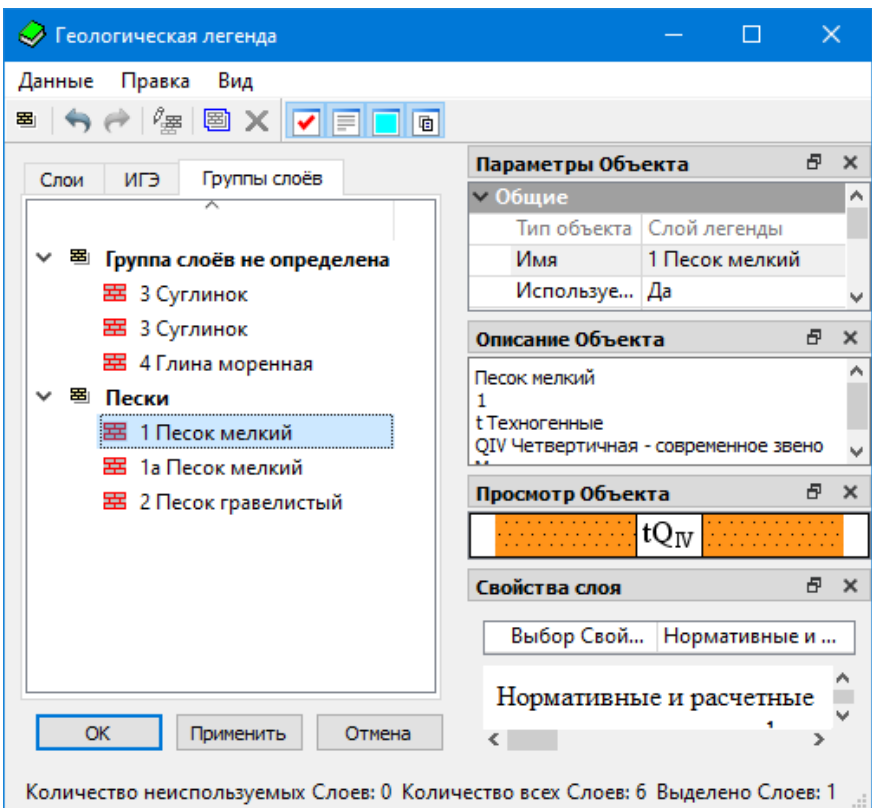 Геологическая легенда
Данные Правка Вид
Слои ИГЭ Группы слоёв
Группа слоёв не определена
3 Суглинок
3 Суглинок
4 Глина моренная
Пески
1 Песок мелкий
1а Песок мелкий
2 Песок гравелистый
ОК Применить Отмена
Параметры Объекта
Общие
Тип объекта Слой легенды
Имя 1 Песок мелкий
Используе... Да
Описание Объекта
Песок мелкий
1
t Техногенные
QIV Четвертичная - современное звено
Просмотр Объекта
tQIV
Свойства слоя
Выбор Свой... Нормативные и ...
Нормативные и расчетные
Количество неиспользуемых Слоев: 0 Количество всех Слоев: 6 Выделено Слоев: 1